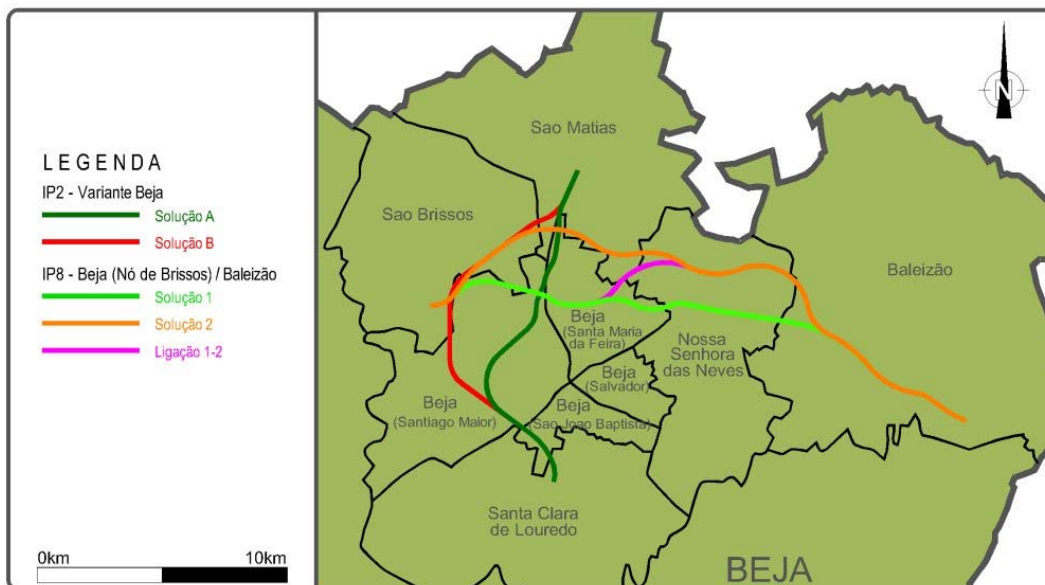 LEGENDA
IP2 - Variante Beja
Solução A
Solução B
IP8 - Beja (Nó de Brissos) / Baleizão
Solução 1
Solução 2
Ligação 1-2
0km 10km
N
Sao Matias
Sao Brissos
Baleizão
Beja
(Santa Maria
da Feira)
Nossa
Senhora
das Neves
Beja
(Salvador)
Beja
(Santiago Maior)
Beja
(Sao Joao Baptista)
Santa Clara
de Louredo
BEJA